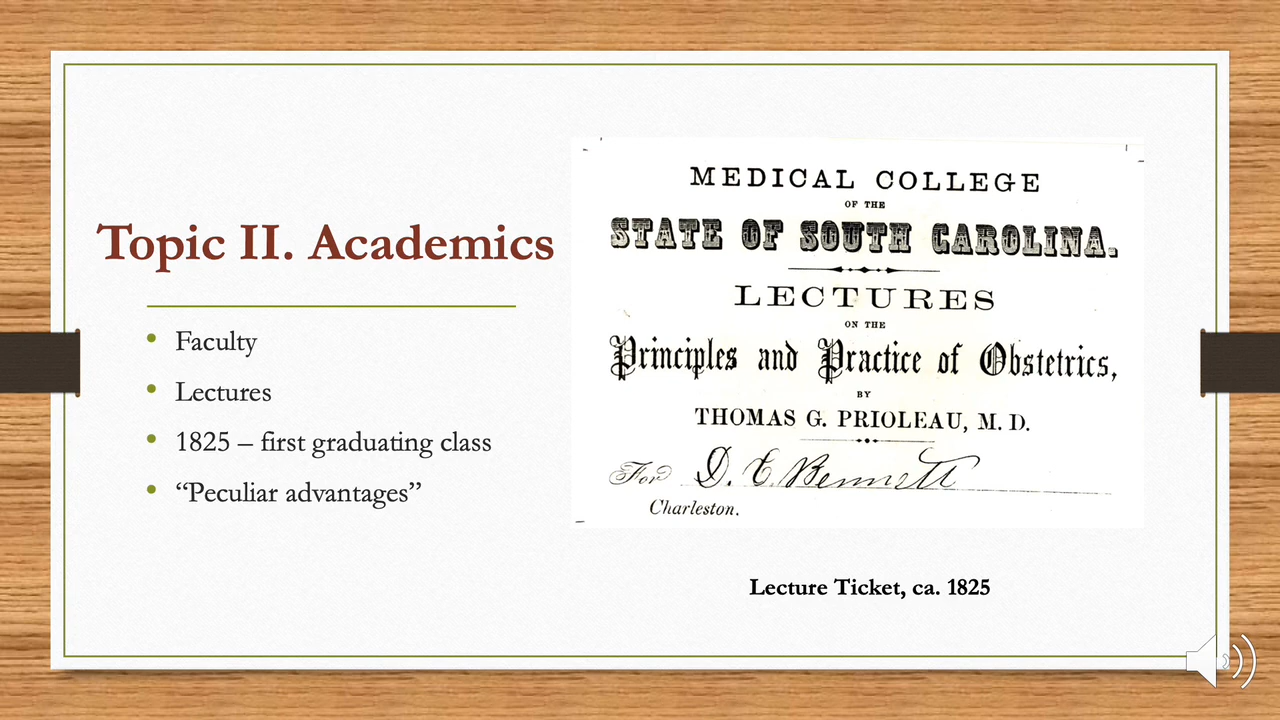 Topic II. Academics
Faculty
Lectures
1825 – first graduating class
“Peculiar advantages”
MEDICAL COLLEGE
OF THE
STATE OF SOUTH CAROLINA.
LECTURES
ON THE
Principles and Practice of Obstetrics,
BY
THOMAS G. PRIOLEAU, M. D.
For D. E. Bennett
Charleston.
Lecture Ticket, ca. 1825